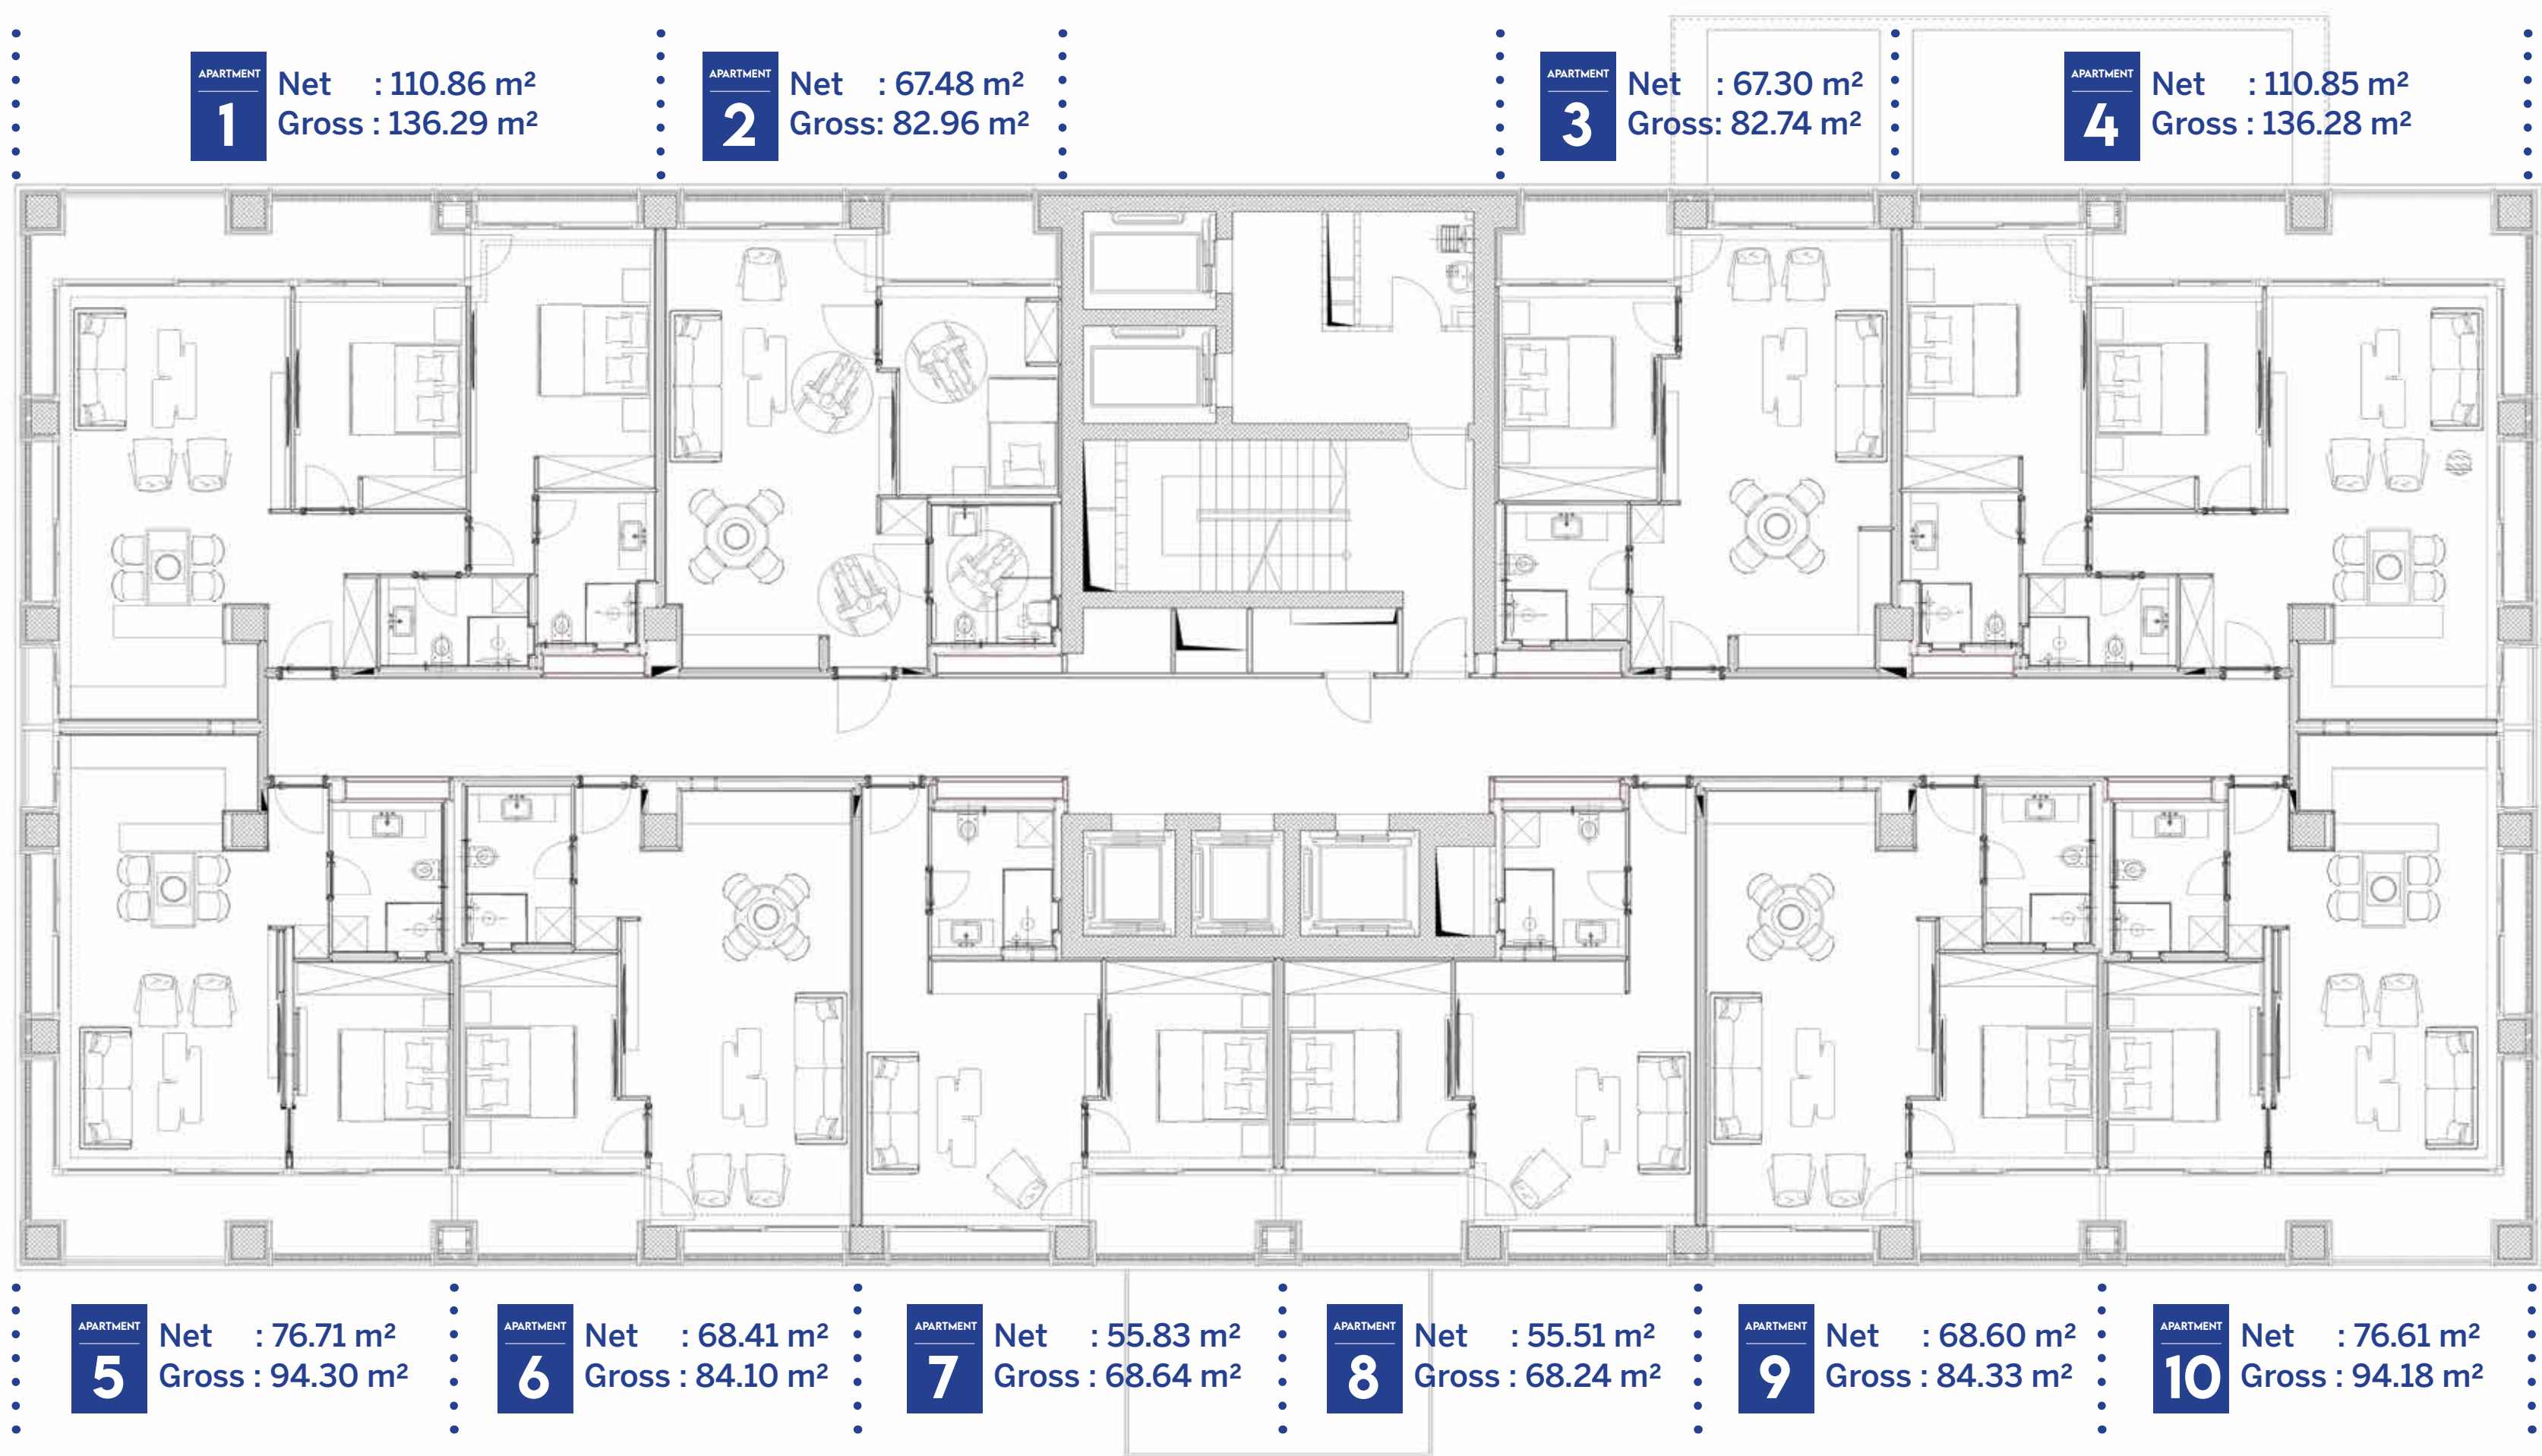 APARTMENT
1
Net : 110.86 m²
Gross : 136.29 m²
APARTMENT
2
Net : 67.48 m²
Gross: 82.96 m²
APARTMENT
3
Net : 67.30 m²
Gross: 82.74 m²
APARTMENT
4
Net : 110.85 m²
Gross : 136.28 m²
APARTMENT
5
Net : 76.71 m²
Gross : 94.30 m²
APARTMENT
6
Net : 68.41 m²
Gross : 84.10 m²
APARTMENT
7
Net : 55.83 m²
Gross : 68.64 m²
APARTMENT
8
Net : 55.51 m²
Gross : 68.24 m²
APARTMENT
9
Net : 68.60 m²
Gross : 84.33 m²
APARTMENT
10
Net : 76.61 m²
Gross : 94.18 m²